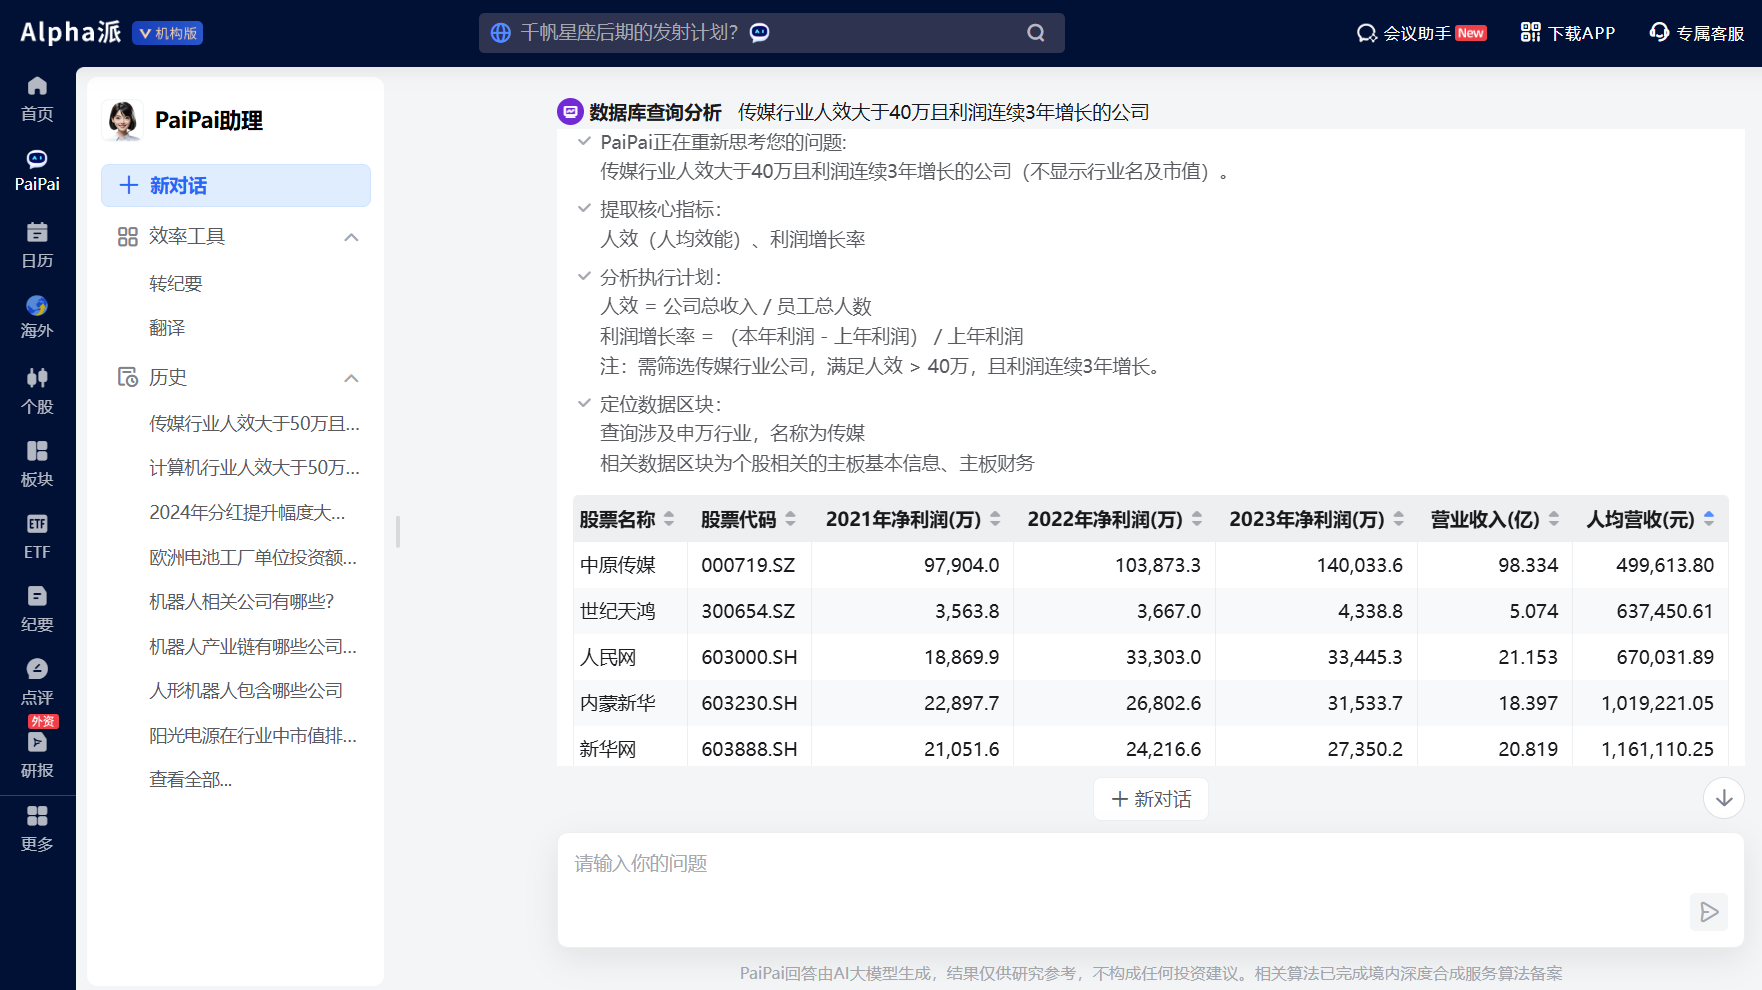 Alpha派
机构版
千帆星座后期的发射计划?
会议助手
New
下载APP
专属客服
首页
PaiPai
日历
海外
个股
板块
ETF
ETF
纪要
点评
外资
研报
更多
PaiPai助理
新对话
效率工具
转纪要
翻译
历史
传媒行业人效大于50万且...
计算机行业人效大于50万...
2024年分红提升幅度大...
欧洲电池工厂单位投资额...
机器人相关公司有哪些?
机器人产业链有哪些公司...
人形机器人包含哪些公司
阳光电源在行业中市值排...
查看全部...
数据库查询分析 传媒行业人效大于40万且利润连续3年增长的公司
PaiPai正在重新思考您的问题:
传媒行业人效大于40万且利润连续3年增长的公司（不显示行业名及市值）。
提取核心指标:
人效（人均效能）、利润增长率
分析执行计划:
人效 = 公司总收入 / 员工总人数
利润增长率 = （本年利润 - 上年利润） / 上年利润
注：需筛选传媒行业公司，满足人效 > 40万，且利润连续3年增长。
定位数据区块:
查询涉及申万行业，名称为传媒
相关数据区块为个股相关的主板基本信息、主板财务
股票名称 股票代码 2021年净利润(万) 2022年净利润(万) 2023年净利润(万) 营业收入(亿) 人均营收(元)
中原传媒 000719.SZ 97,904.0 103,873.3 140,033.6 98.334 499,613.80
世纪天鸿 300654.SZ 3,563.8 3,667.0 4,338.8 5.074 637,450.61
人民网 603000.SH 18,869.9 33,303.0 33,445.3 21.153 670,031.89
内蒙新华 603230.SH 22,897.7 26,802.6 31,533.7 18.397 1,019,221.05
新华网 603888.SH 21,051.6 24,216.6 27,350.2 20.819 1,161,110.25
新对话
请输入你的问题
PaiPai回答由AI大模型生成，结果仅供研究参考，不构成任何投资建议。相关算法已完成境内深度合成服务算法备案